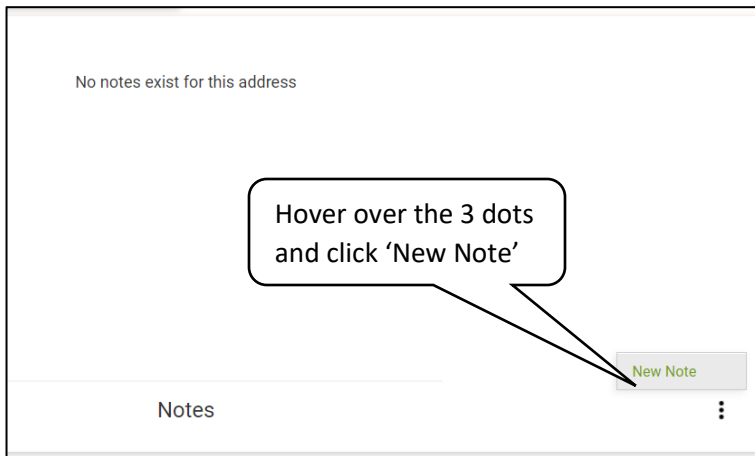 No notes exist for this address
Hover over the 3 dots
and click ‘New Note’
New Note
Notes